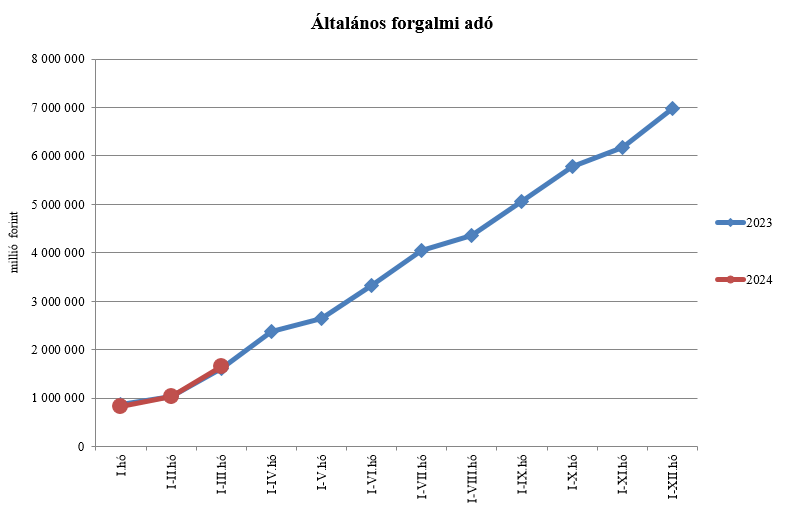 Általános forgalmi adó
8 000 000
7 000 000
6 000 000
5 000 000
4 000 000
3 000 000
2 000 000
1 000 000
0
millió forint
I.hó
I-II.hó
I-III.hó
I-IV.hó
I-V.hó
I-VI.hó
I-VII.hó
I-VIII.hó
I-IX.hó
I-X.hó
I-XI.hó
I-XII.hó
2023
2024